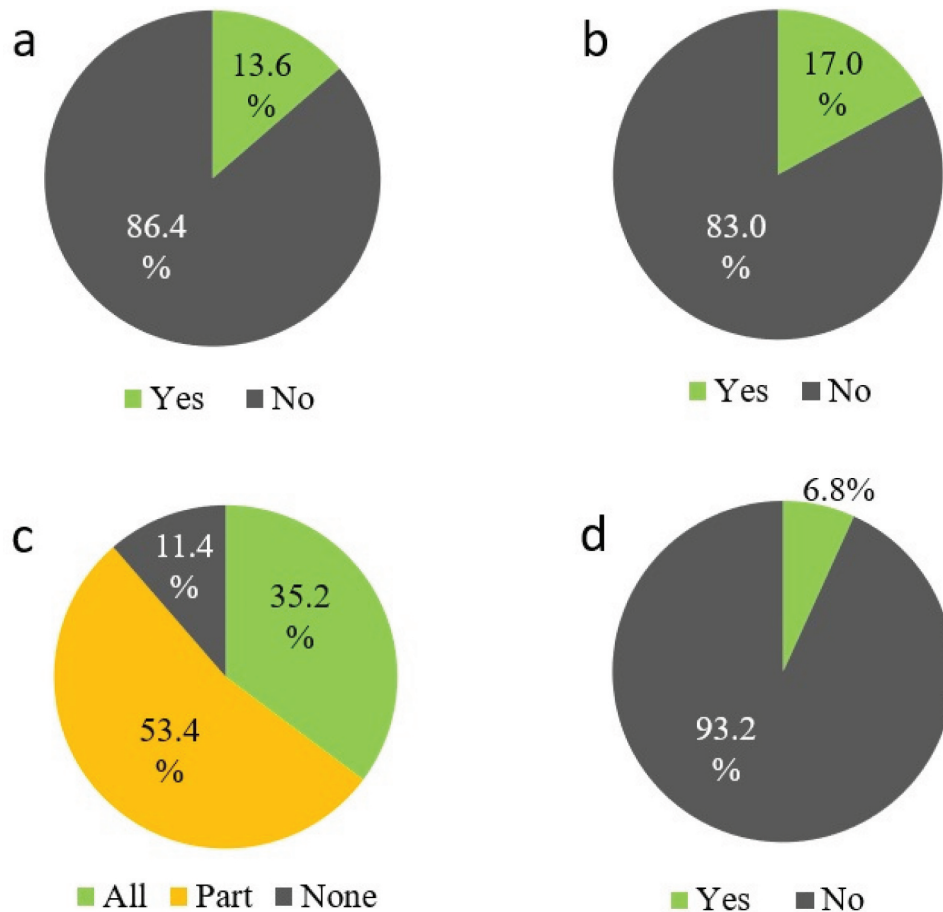 a
13.6
%
86.4
%
Yes No
b
17.0
%
83.0
%
Yes No
c
11.4
%
35.2
%
53.4
%
All Part None
d
6.8%
93.2
%
Yes No